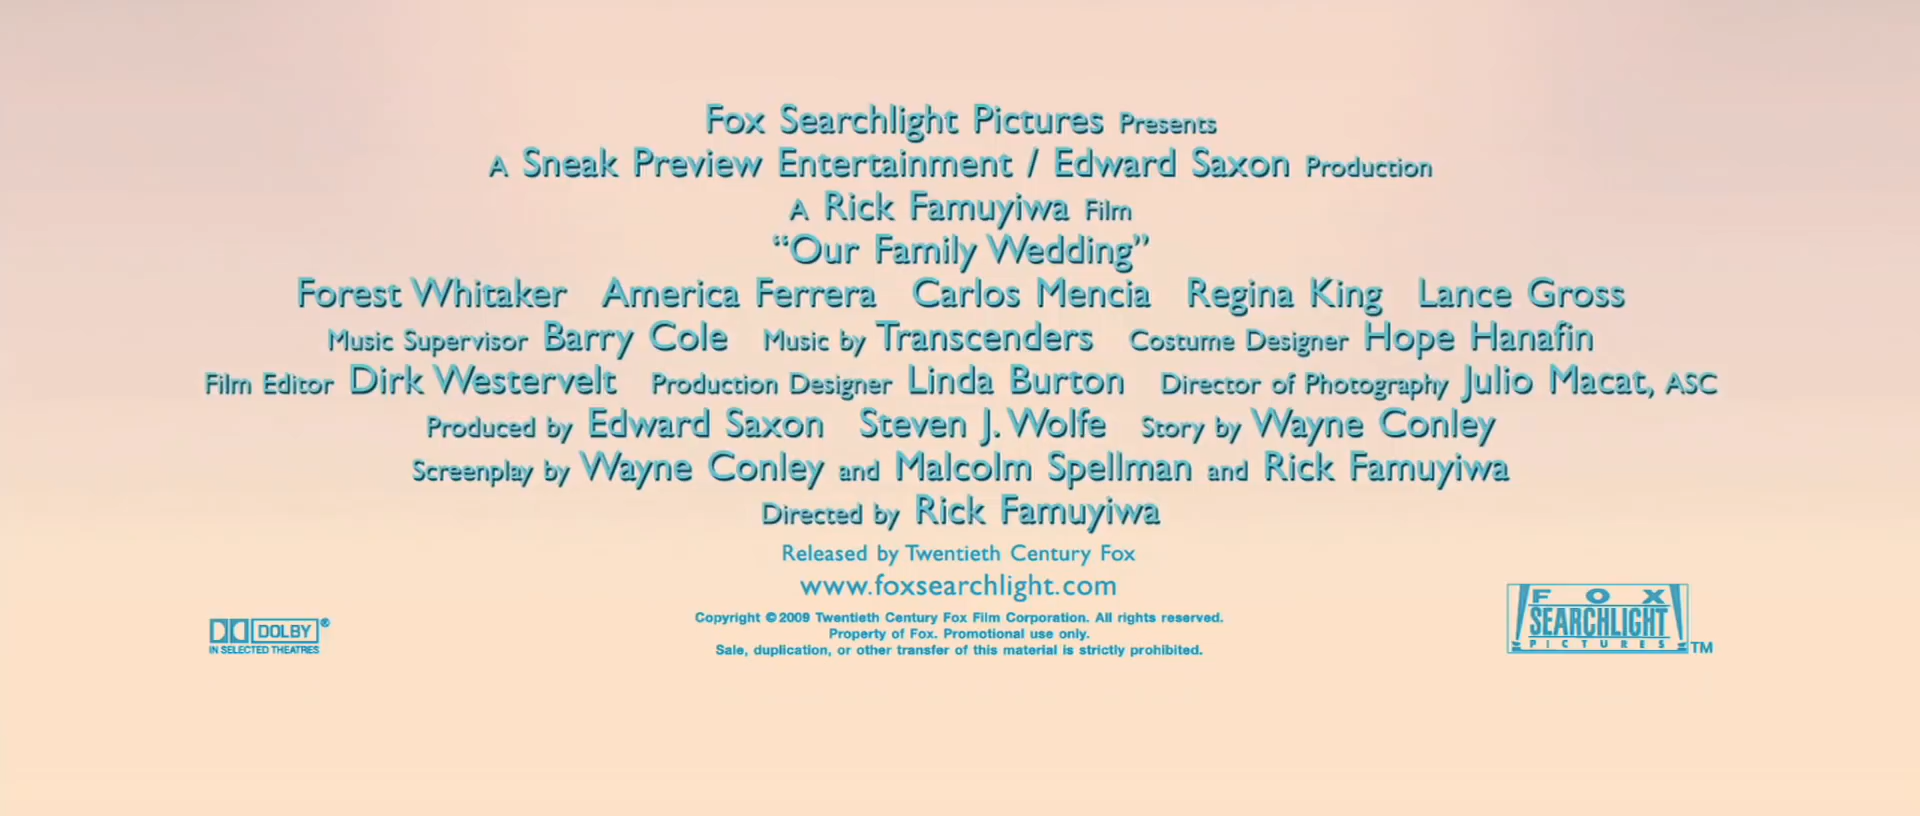 Fox Searchlight Pictures Presents
A Sneak Preview Entertainment / Edward Saxon Production
A Rick Famuyiwa Film
“Our Family Wedding”
Forest Whitaker America Ferrera Carlos Mencia Regina King Lance Gross
Music Supervisor Barry Cole Music by Transcenders Costume Designer Hope Hanafin
Film Editor Dirk Westervelt Production Designer Linda Burton Director of Photography Julio Macat, ASC
Produced by Edward Saxon Steven J. Wolfe Story by Wayne Conley
Screenplay by Wayne Conley and Malcolm Spellman and Rick Famuyiwa
Directed by Rick Famuyiwa
Released by Twentieth Century Fox
www.foxsearchlight.com
Copyright © 2009 Twentieth Century Fox Film Corporation. All rights reserved.
Property of Fox. Promotional use only.
Sale, duplication, or other transfer of this material is strictly prohibited.
DOLBY®
IN SELECTED THEATRES
FOX
SEARCHLIGHT
PICTURES™